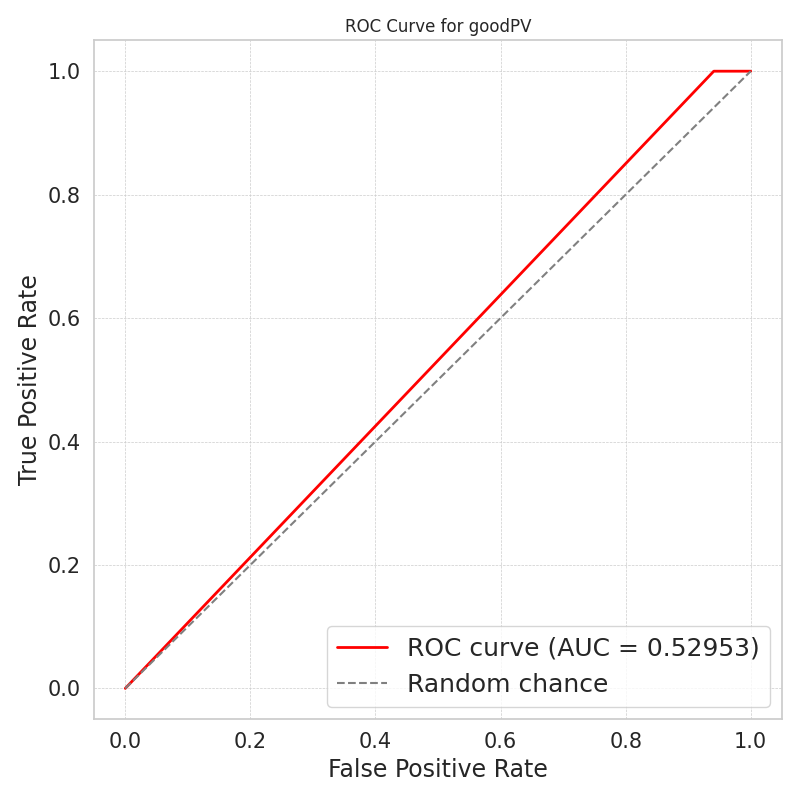 ROC Curve for goodPV
True Positive Rate
1.0
0.8
0.6
0.4
0.2
0.0
ROC curve (AUC = 0.52953)
Random chance
0.0 0.2 0.4 0.6 0.8 1.0
False Positive Rate